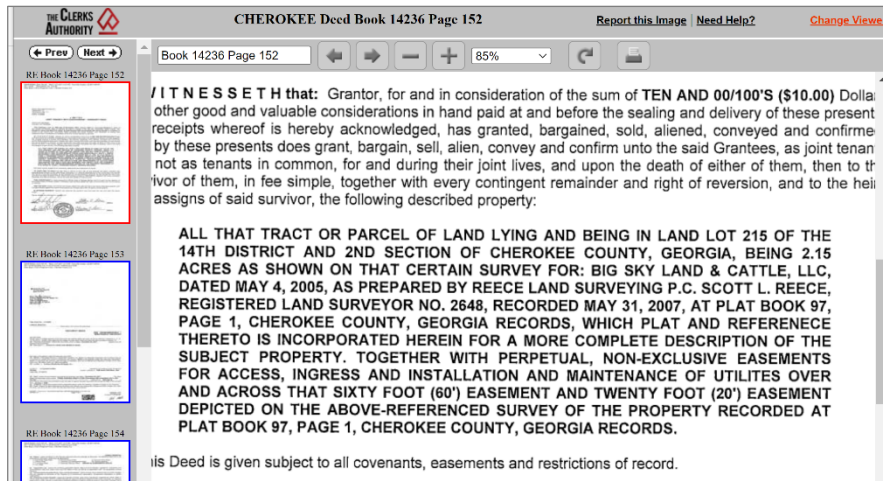 THE CLERKS
AUTHORITY
CHEROKEE Deed Book 14236 Page 152
Report this Image | Need Help?
Change Viewe
Prev Next
Book 14236 Page 152
85%
RE Book 14236 Page 152
RE Book 14236 Page 153
RE Book 14236 Page 154
ITNESSETH that: Grantor, for and in consideration of the sum of TEN AND 00/100'S ($10.00) Dolla
other good and valuable considerations in hand paid at and before the sealing and delivery of these present
receipts whereof is hereby acknowledged, has granted, bargained, sold, aliened, conveyed and confirme
by these presents does grant, bargain, sell, alien, convey and confirm unto the said Grantees, as joint tenan
not as tenants in common, for and during their joint lives, and upon the death of either of them, then to th
ivor of them, in fee simple, together with every contingent remainder and right of reversion, and to the hei
assigns of said survivor, the following described property:
ALL THAT TRACT OR PARCEL OF LAND LYING AND BEING IN LAND LOT 215 OF THE
14TH DISTRICT AND 2ND SECTION OF CHEROKEE COUNTY, GEORGIA, BEING 2.15
ACRES AS SHOWN ON THAT CERTAIN SURVEY FOR: BIG SKY LAND & CATTLE, LLC,
DATED MAY 4, 2005, AS PREPARED BY REECE LAND SURVEYING P.C. SCOTT L. REECE,
REGISTERED LAND SURVEYOR NO. 2648, RECORDED MAY 31, 2007, AT PLAT BOOK 97,
PAGE 1, CHEROKEE COUNTY, GEORGIA RECORDS, WHICH PLAT AND REFERENECE
THERETO IS INCORPORATED HEREIN FOR A MORE COMPLETE DESCRIPTION OF THE
SUBJECT PROPERTY. TOGETHER WITH PERPETUAL, NON-EXCLUSIVE EASEMENTS
FOR ACCESS, INGRESS AND INSTALLATION AND MAINTENANCE OF UTILITES OVER
AND ACROSS THAT SIXTY FOOT (60') EASEMENT AND TWENTY FOOT (20') EASEMENT
DEPICTED ON THE ABOVE-REFERENCED SURVEY OF THE PROPERTY RECORDED AT
PLAT BOOK 97, PAGE 1, CHEROKEE COUNTY, GEORGIA RECORDS.
is Deed is given subject to all covenants, easements and restrictions of record.